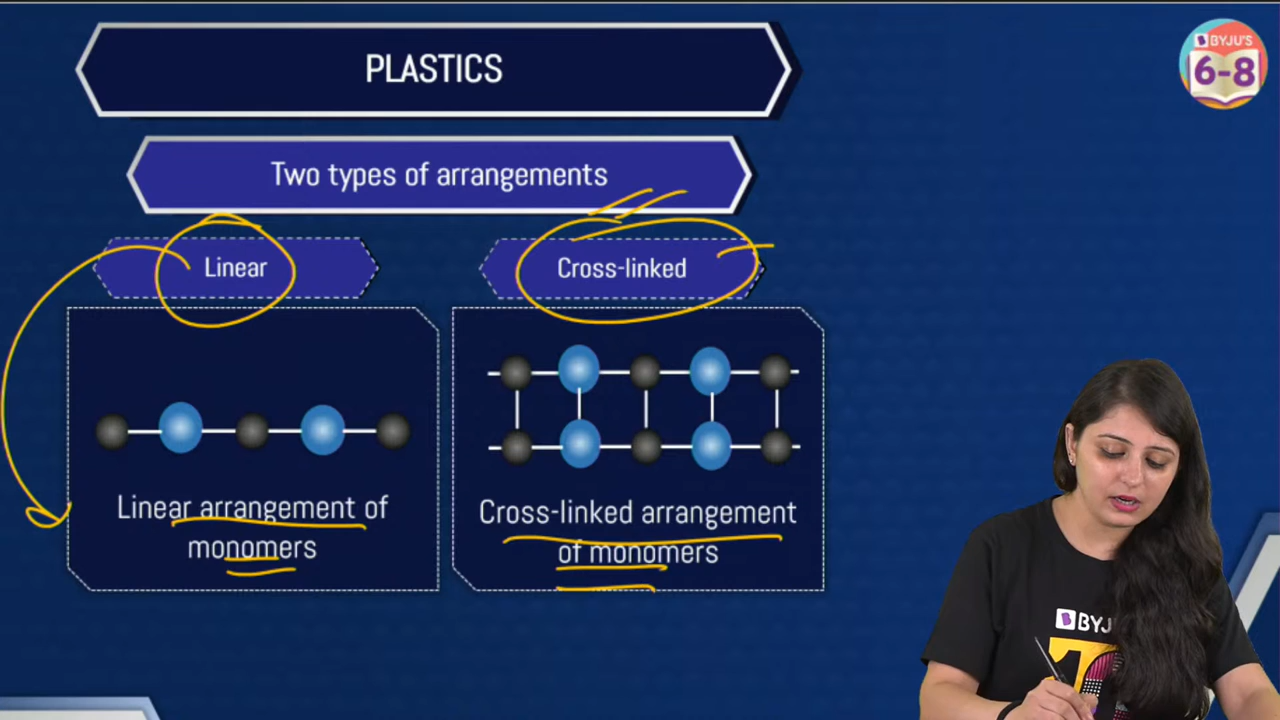 PLASTICS
BYJU'S
6-8
Two types of arrangements
Linear
Cross-linked
Linear arrangement of
monomers
Cross-linked arrangement
of monomers
BYJ